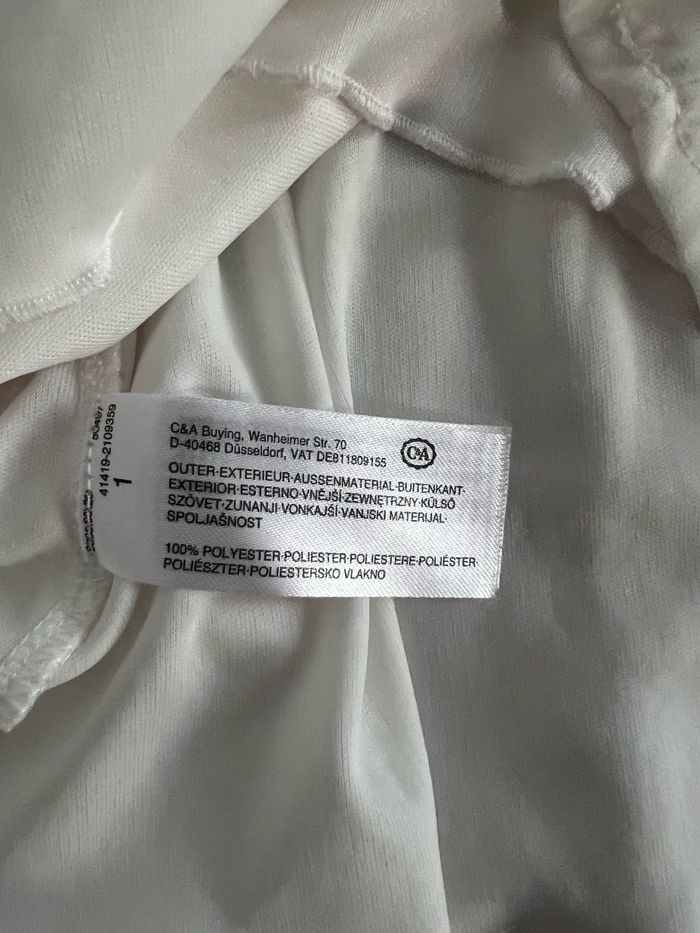 C&A Buying, Wanheimer Str. 70
D-40468 Düsseldorf, VAT DE811809155
C&A
OUTER·EXTERIEUR·AUSSENMATERIAL·BUITENKANT·
EXTERIOR·ESTERNO·VNĚJŠÍ·ZEWNĘTRZNY·KÜLSŐ
SZÖVET·ZUNANJI·VONKAJŠÍ·VANJSKI MATERIJAL·
SPOLJAŠNOST
100% POLYESTER·POLIESTER·POLIESTERE·POLIÉSTER·
POLIÉSZTER·POLIESTERSKO VLAKNO
41419-2109359
1